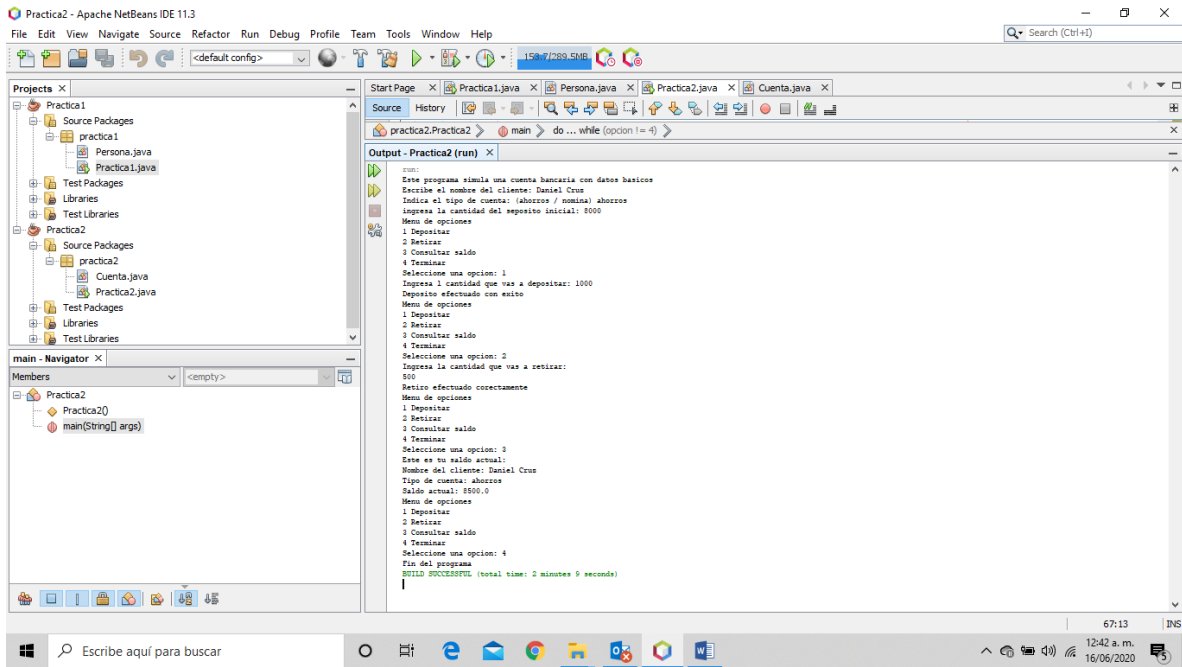 Practica2 - Apache NetBeans IDE 11.3
File Edit View Navigate Source Refactor Run Debug Profile Team Tools Window Help
Search (Ctrl+I)
<default config>
Projects
Start Page Practica1.java Persona.java Practica2.java Cuenta.java
Source History
practica2.Practica2 main do ... while (opcion != 4)
Practica1
Source Packages
practica1
Persona.java
Practica1.java
Test Packages
Libraries
Test Libraries
Practica2
Source Packages
practica2
Cuenta.java
Practica2.java
Test Packages
Libraries
Test Libraries
main - Navigator
Members <empty>
Practica2
Practica2()
main(String[] args)
Output - Practica2 (run)
run:
Este programa simula una cuenta bancaria con datos basicos
Escribe el nombre del cliente: Daniel Cruz
Indica el tipo de cuenta: (ahorros / nomina) ahorros
ingresa la cantidad del seposito inicial: 8000
Menu de opciones
1 Depositar
2 Retirar
3 Consultar saldo
4 Terminar
Seleccione una opcion: 1
Ingresa l cantidad que vas a depositar: 1000
Deposito efectuado con exito
Menu de opciones
1 Depositar
2 Retirar
3 Consultar saldo
4 Terminar
Seleccione una opcion: 2
Ingresa la cantidad que vas a retirar:
500
Retiro efectuado corectamente
Menu de opciones
1 Depositar
2 Retirar
3 Consultar saldo
4 Terminar
Seleccione una opcion: 3
Este es tu saldo actual:
Nombre del cliente: Daniel Cruz
Tipo de cuenta: ahorros
Saldo actual: 8500.0
Menu de opciones
1 Depositar
2 Retirar
3 Consultar saldo
4 Terminar
Seleccione una opcion: 4
Fin del programa
BUILD SUCCESSFUL (total time: 2 minutes 9 seconds)
67:13 INS
Escribe aquí para buscar
12:42 a. m.
16/06/2020
5